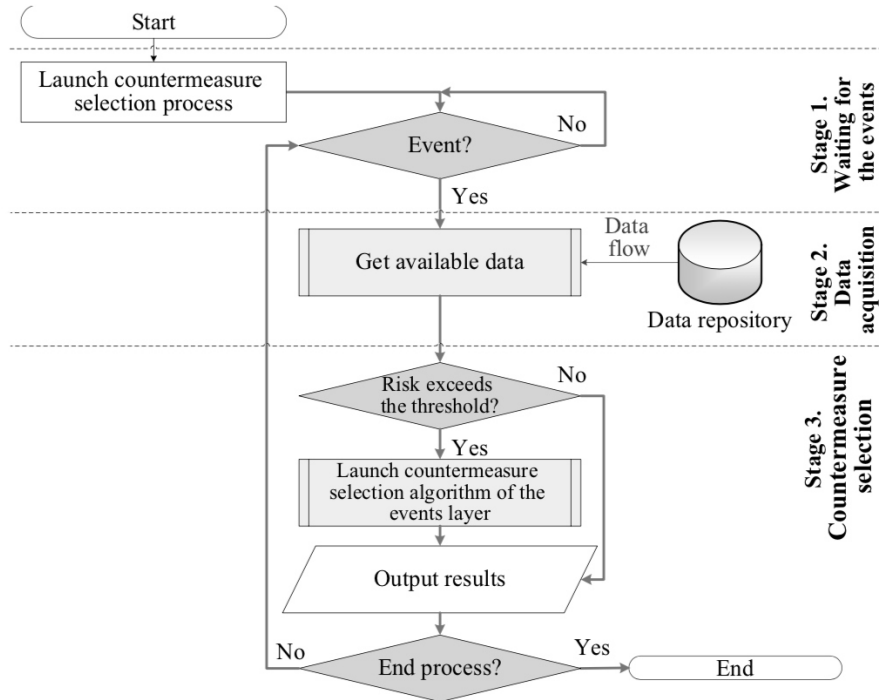 Start
Launch countermeasure
selection process
Event?
No
Yes
Stage 1.
Waiting for
the events
Get available data
Data
flow
Data repository
Stage 2.
Data
acquisition
Risk exceeds
the threshold?
No
Yes
Launch countermeasure
selection algorithm of the
events layer
Output results
End process?
No
Yes
End
Stage 3.
Countermeasure
selection